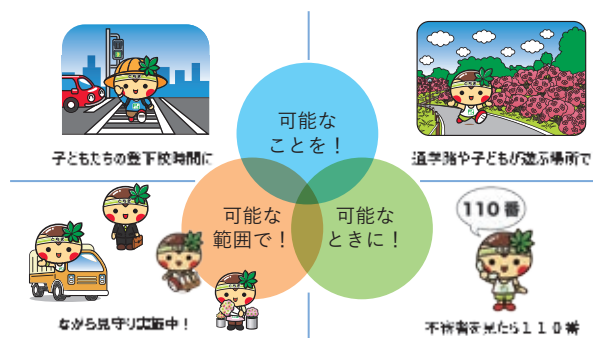 子どもたちの登下校時間に
通学路や子どもが遊ぶ場所で
可能な
ことを！
可能な
範囲で！
可能な
ときに！
110番
ながら見守り実施中！
不審者を見たら１１０番